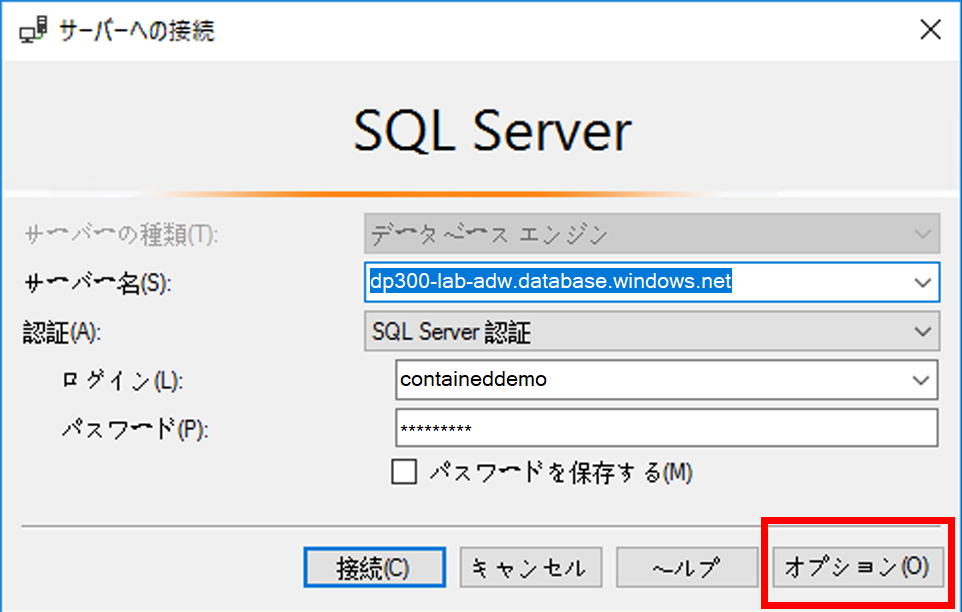 サーバーへの接続
SQL Server
サーバーの種類(T): データベース エンジン
サーバー名(S): dp300-lab-adw.database.windows.net
認証(A): SQL Server 認証
ログイン(L): containeddemo
パスワード(P): *********
パスワードを保存する(M)
接続(C) キャンセル ヘルプ オプション(O)